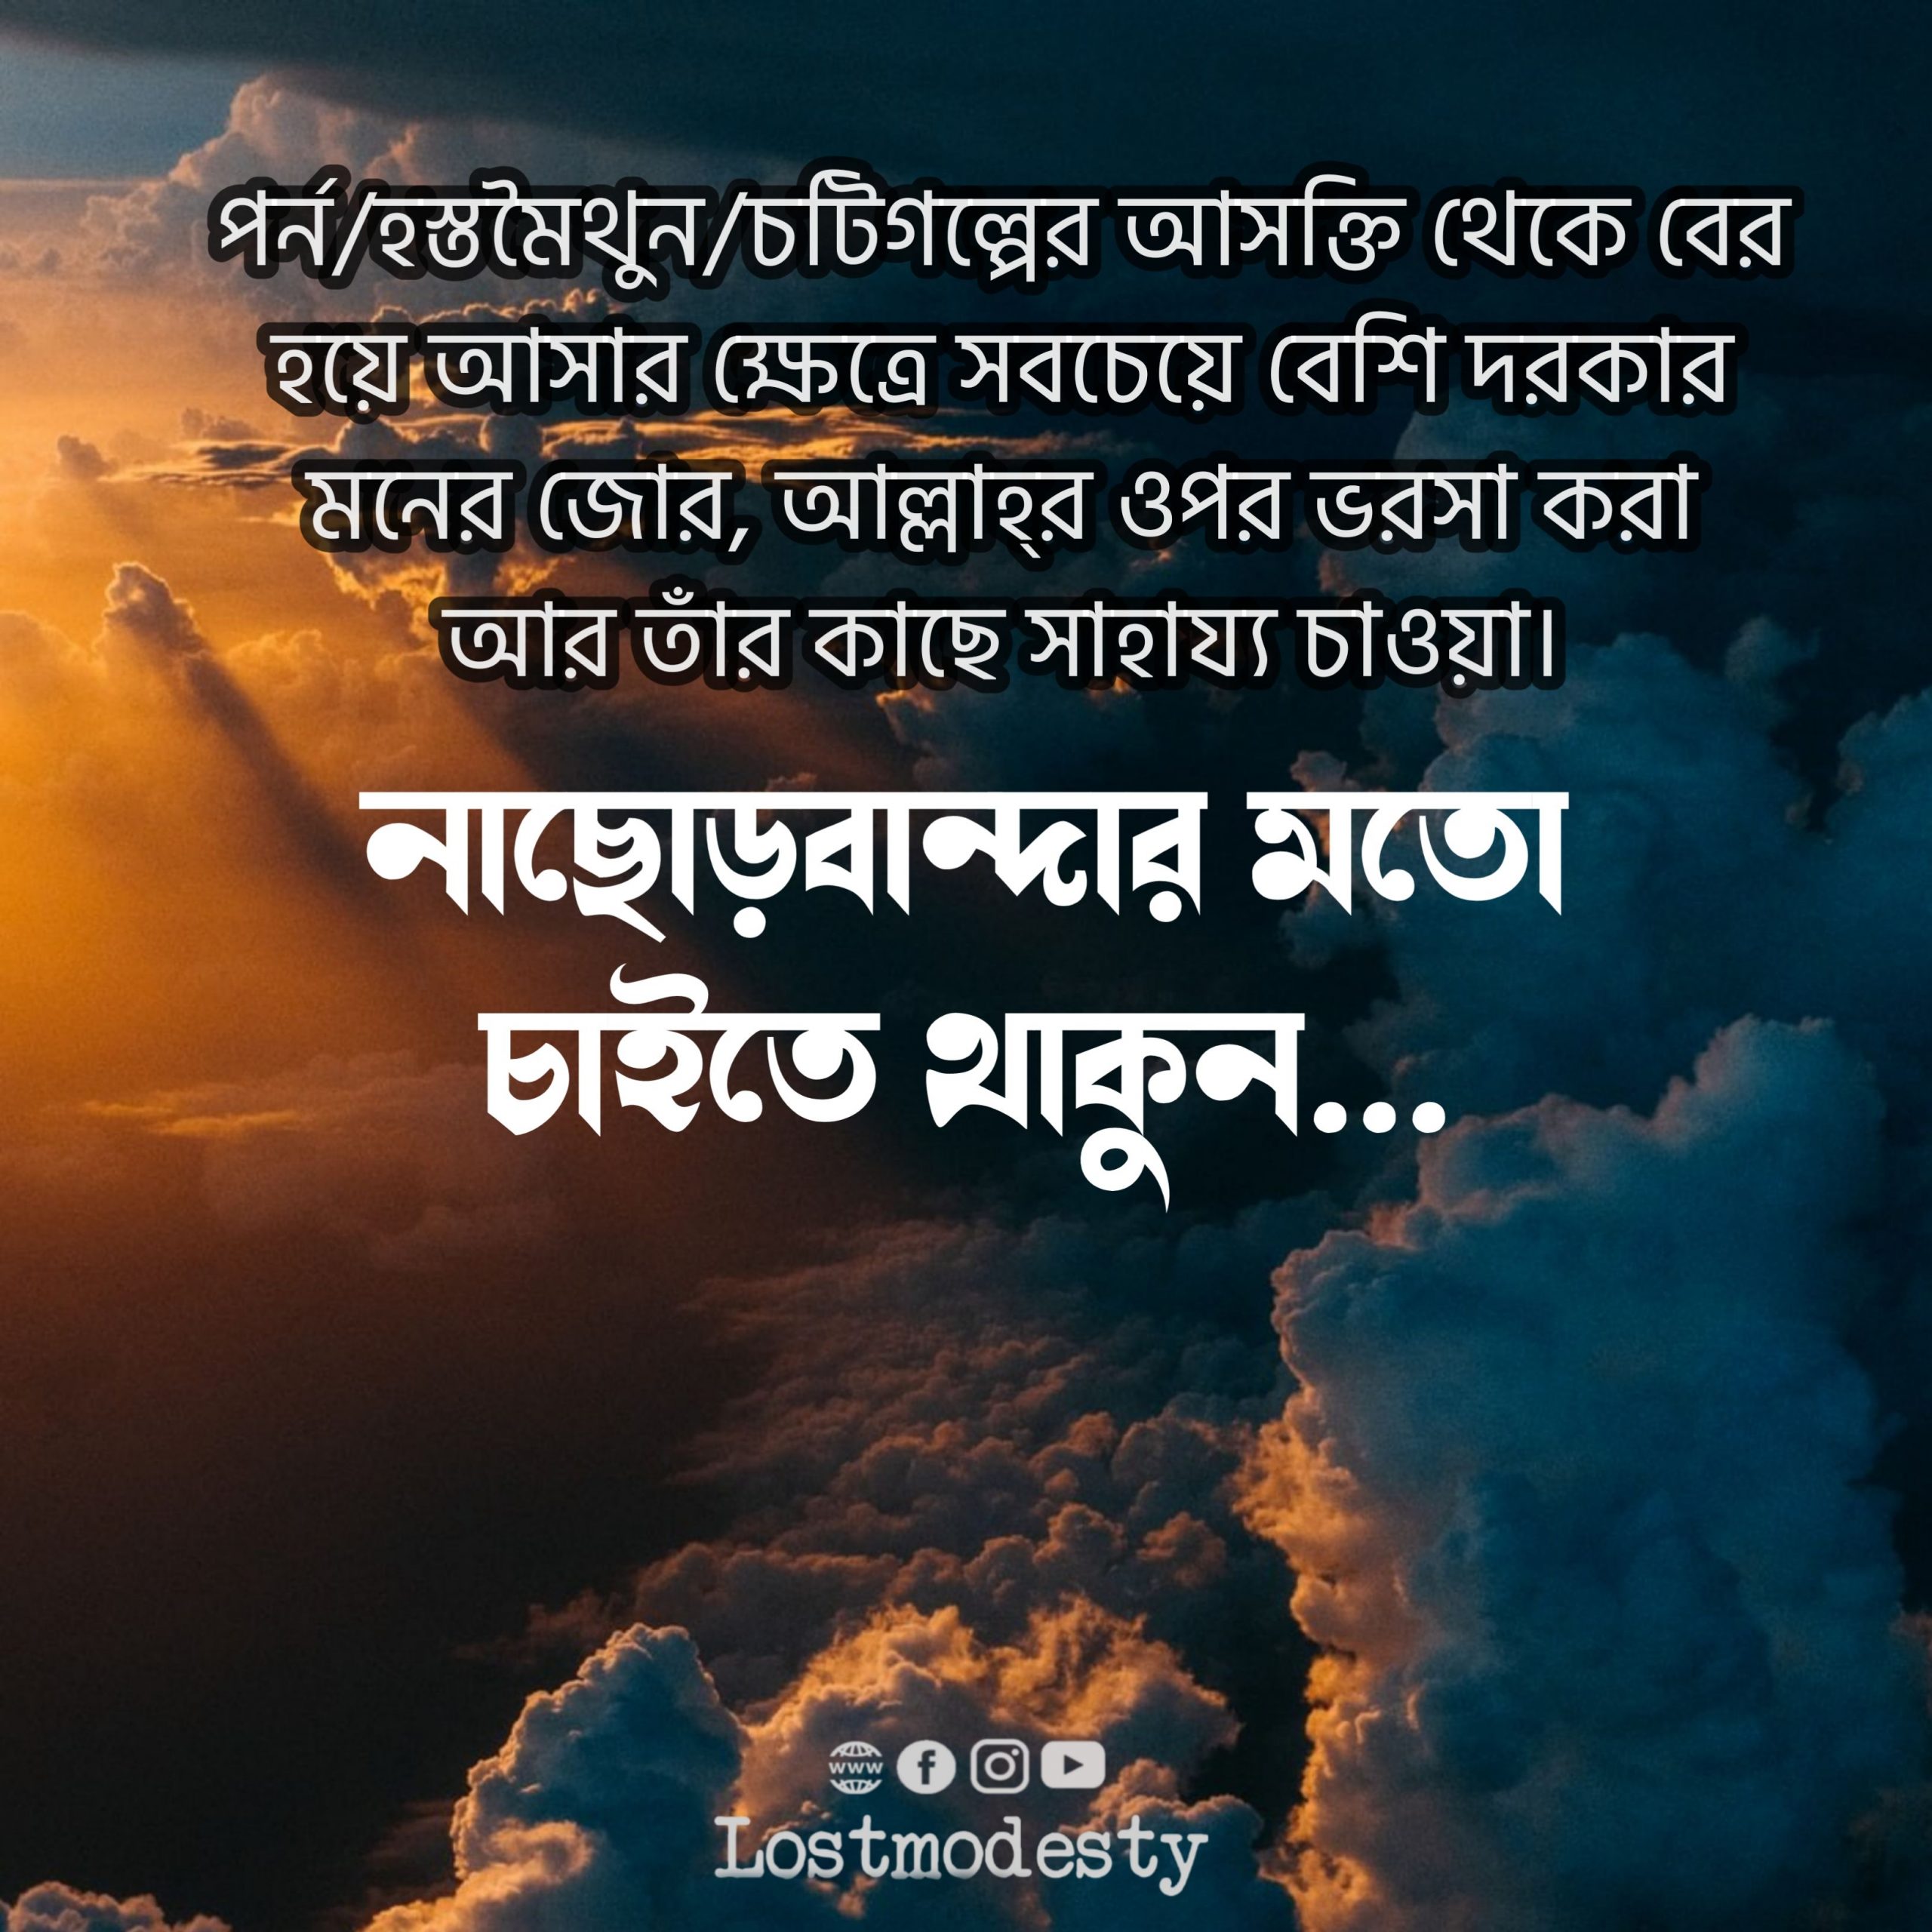 পর্ন/হস্তমৈথুন/চটিগল্পের আসক্তি থেকে বের
হয়ে আসার ক্ষেত্রে সবচেয়ে বেশি দরকার
মনের জোর, আল্লাহ্‌র ওপর ভরসা করা
আর তাঁর কাছে সাহায্য চাওয়া।
নাছোড়বান্দার মতো
চাইতে থাকুন...
www
Lostmodesty